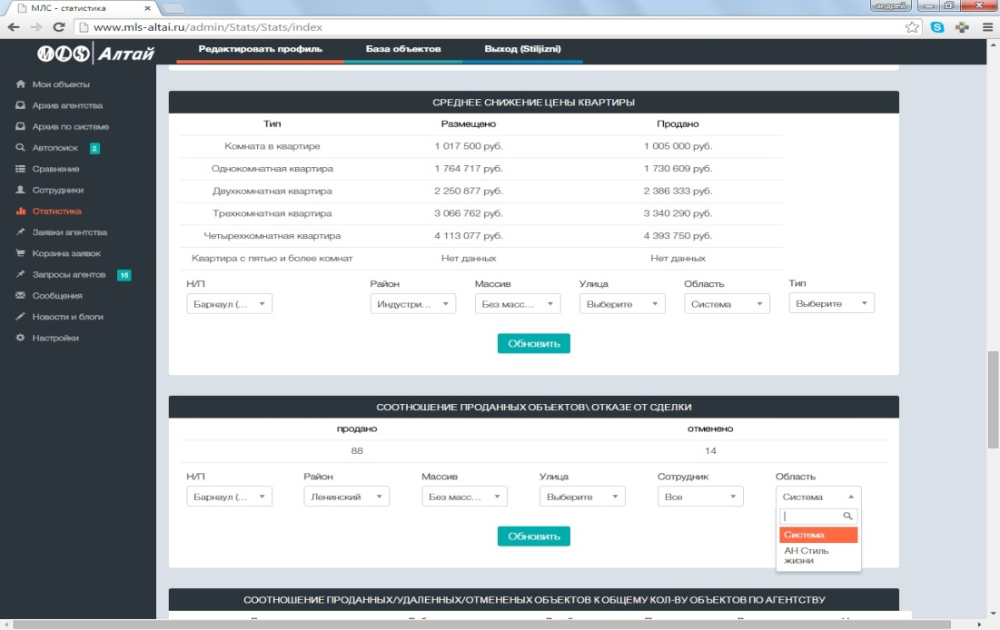 МЛС - статистика
андрей
www.mls-altai.ru/admin/Stats/Stats/index
MLS Алтай
Редактировать профиль База объектов Выход (Stiljizni)
Мои объекты
Архив агентства
Архив по системе
Автопоиск 2
Сравнение
Сотрудники
Статистика
Заявки агентства
Корзина заявок
Запросы агентов 15
Сообщения
Новости и блоги
Настройки
СРЕДНЕЕ СНИЖЕНИЕ ЦЕНЫ КВАРТИРЫ
Тип Размещено Продано
Комната в квартире 1 017 500 руб. 1 005 000 руб.
Однокомнатная квартира 1 764 717 руб. 1 730 609 руб.
Двухкомнатная квартира 2 250 877 руб. 2 386 333 руб.
Трехкомнатная квартира 3 066 762 руб. 3 340 290 руб.
Четырехкомнатная квартира 4 113 077 руб. 4 393 750 руб.
Квартира с пятью и более комнат Нет данных Нет данных
Н/П Район Массив Улица Область Тип
Барнаул (... Индустри... Без масс... Выберите Система Выберите
Обновить
СООТНОШЕНИЕ ПРОДАННЫХ ОБЪЕКТОВ\ ОТКАЗЕ ОТ СДЕЛКИ
продано отменено
88 14
Н/П Район Массив Улица Сотрудник Область
Барнаул (... Ленинский Без масс... Выберите Все Система
Система
АН Стиль
жизни
Обновить
СООТНОШЕНИЕ ПРОДАННЫХ/УДАЛЕННЫХ/ОТМЕНЕНЫХ ОБЪЕКТОВ К ОБЩЕМУ КОЛ-ВУ ОБЪЕКТОВ ПО АГЕНТСТВУ